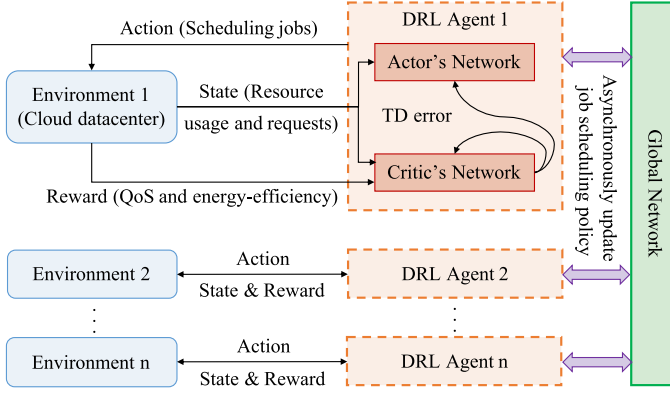 DRL Agent 1
Action (Scheduling jobs)
Actor's Network
Environment 1
(Cloud datacenter)
State (Resource
usage and requests)
TD error
Critic's Network
Reward (QoS and energy-efficiency)
Asynchronously update
job scheduling policy
Global Network
Environment 2
Action
State & Reward
DRL Agent 2
Environment n
Action
State & Reward
DRL Agent n